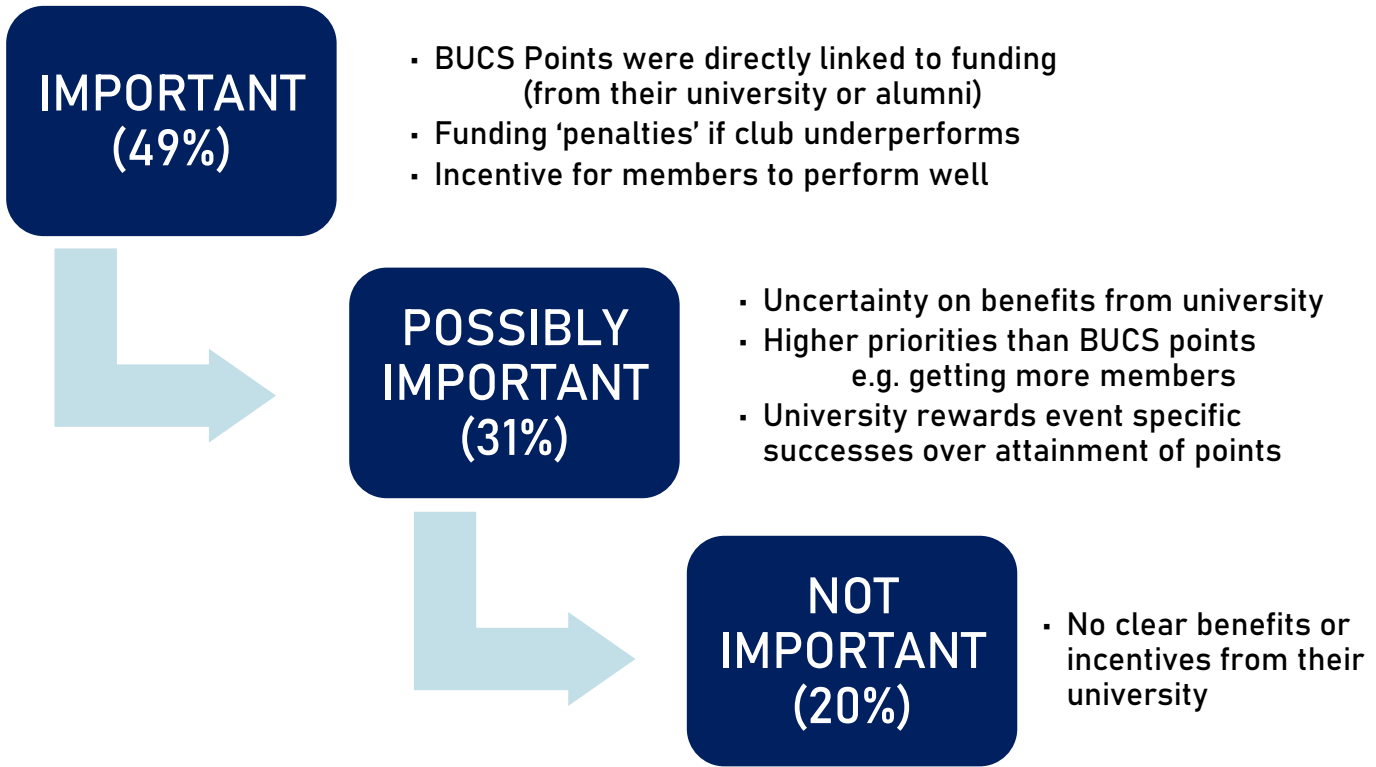 IMPORTANT
(49%)
▪ BUCS Points were directly linked to funding
(from their university or alumni)
▪ Funding ‘penalties’ if club underperforms
▪ Incentive for members to perform well
POSSIBLY
IMPORTANT
(31%)
▪ Uncertainty on benefits from university
▪ Higher priorities than BUCS points
e.g. getting more members
▪ University rewards event specific
successes over attainment of points
NOT
IMPORTANT
(20%)
▪ No clear benefits or
incentives from their
university